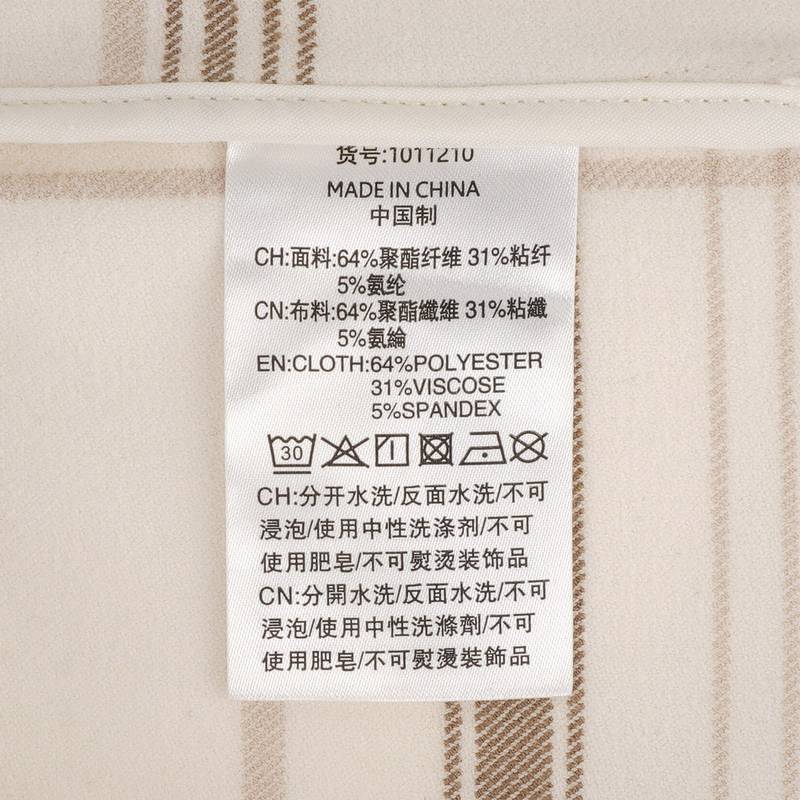 货号:1011210
MADE IN CHINA
中国制
CH:面料:64%聚酯纤维 31%粘纤
5%氨纶
CN:布料:64%聚酯纖維 31%粘纖
5%氨綸
EN:CLOTH:64%POLYESTER
31%VISCOSE
5%SPANDEX
30
CH:分开水洗/反面水洗/不可
浸泡/使用中性洗涤剂/不可
使用肥皂/不可熨烫装饰品
CN:分開水洗/反面水洗/不可
浸泡/使用中性洗滌劑/不可
使用肥皂/不可熨燙裝飾品